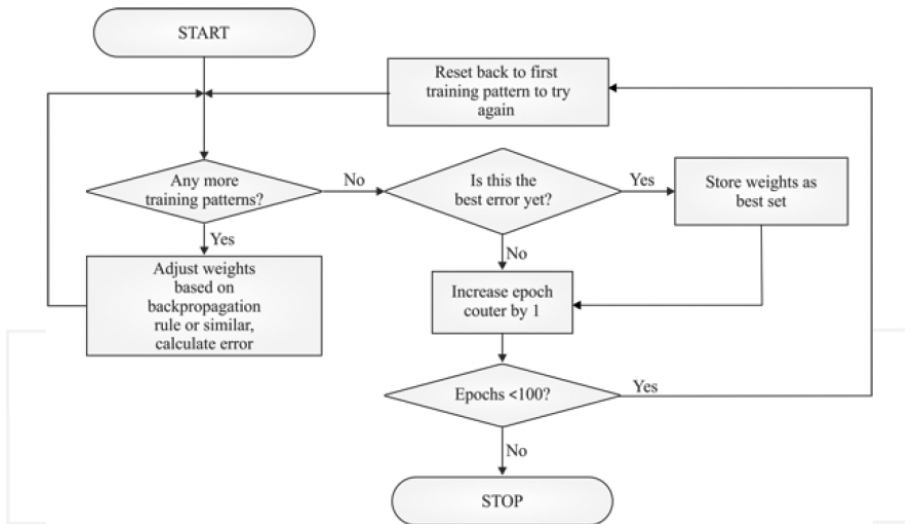 START
Reset back to first
training pattern to try
again
Any more
training patterns?
No
Is this the
best error yet?
Yes
Store weights as
best set
Yes
No
Adjust weights
based on
backpropagation
rule or similar,
calculate error
Increase epoch
couter by 1
Epochs <100?
Yes
No
STOP